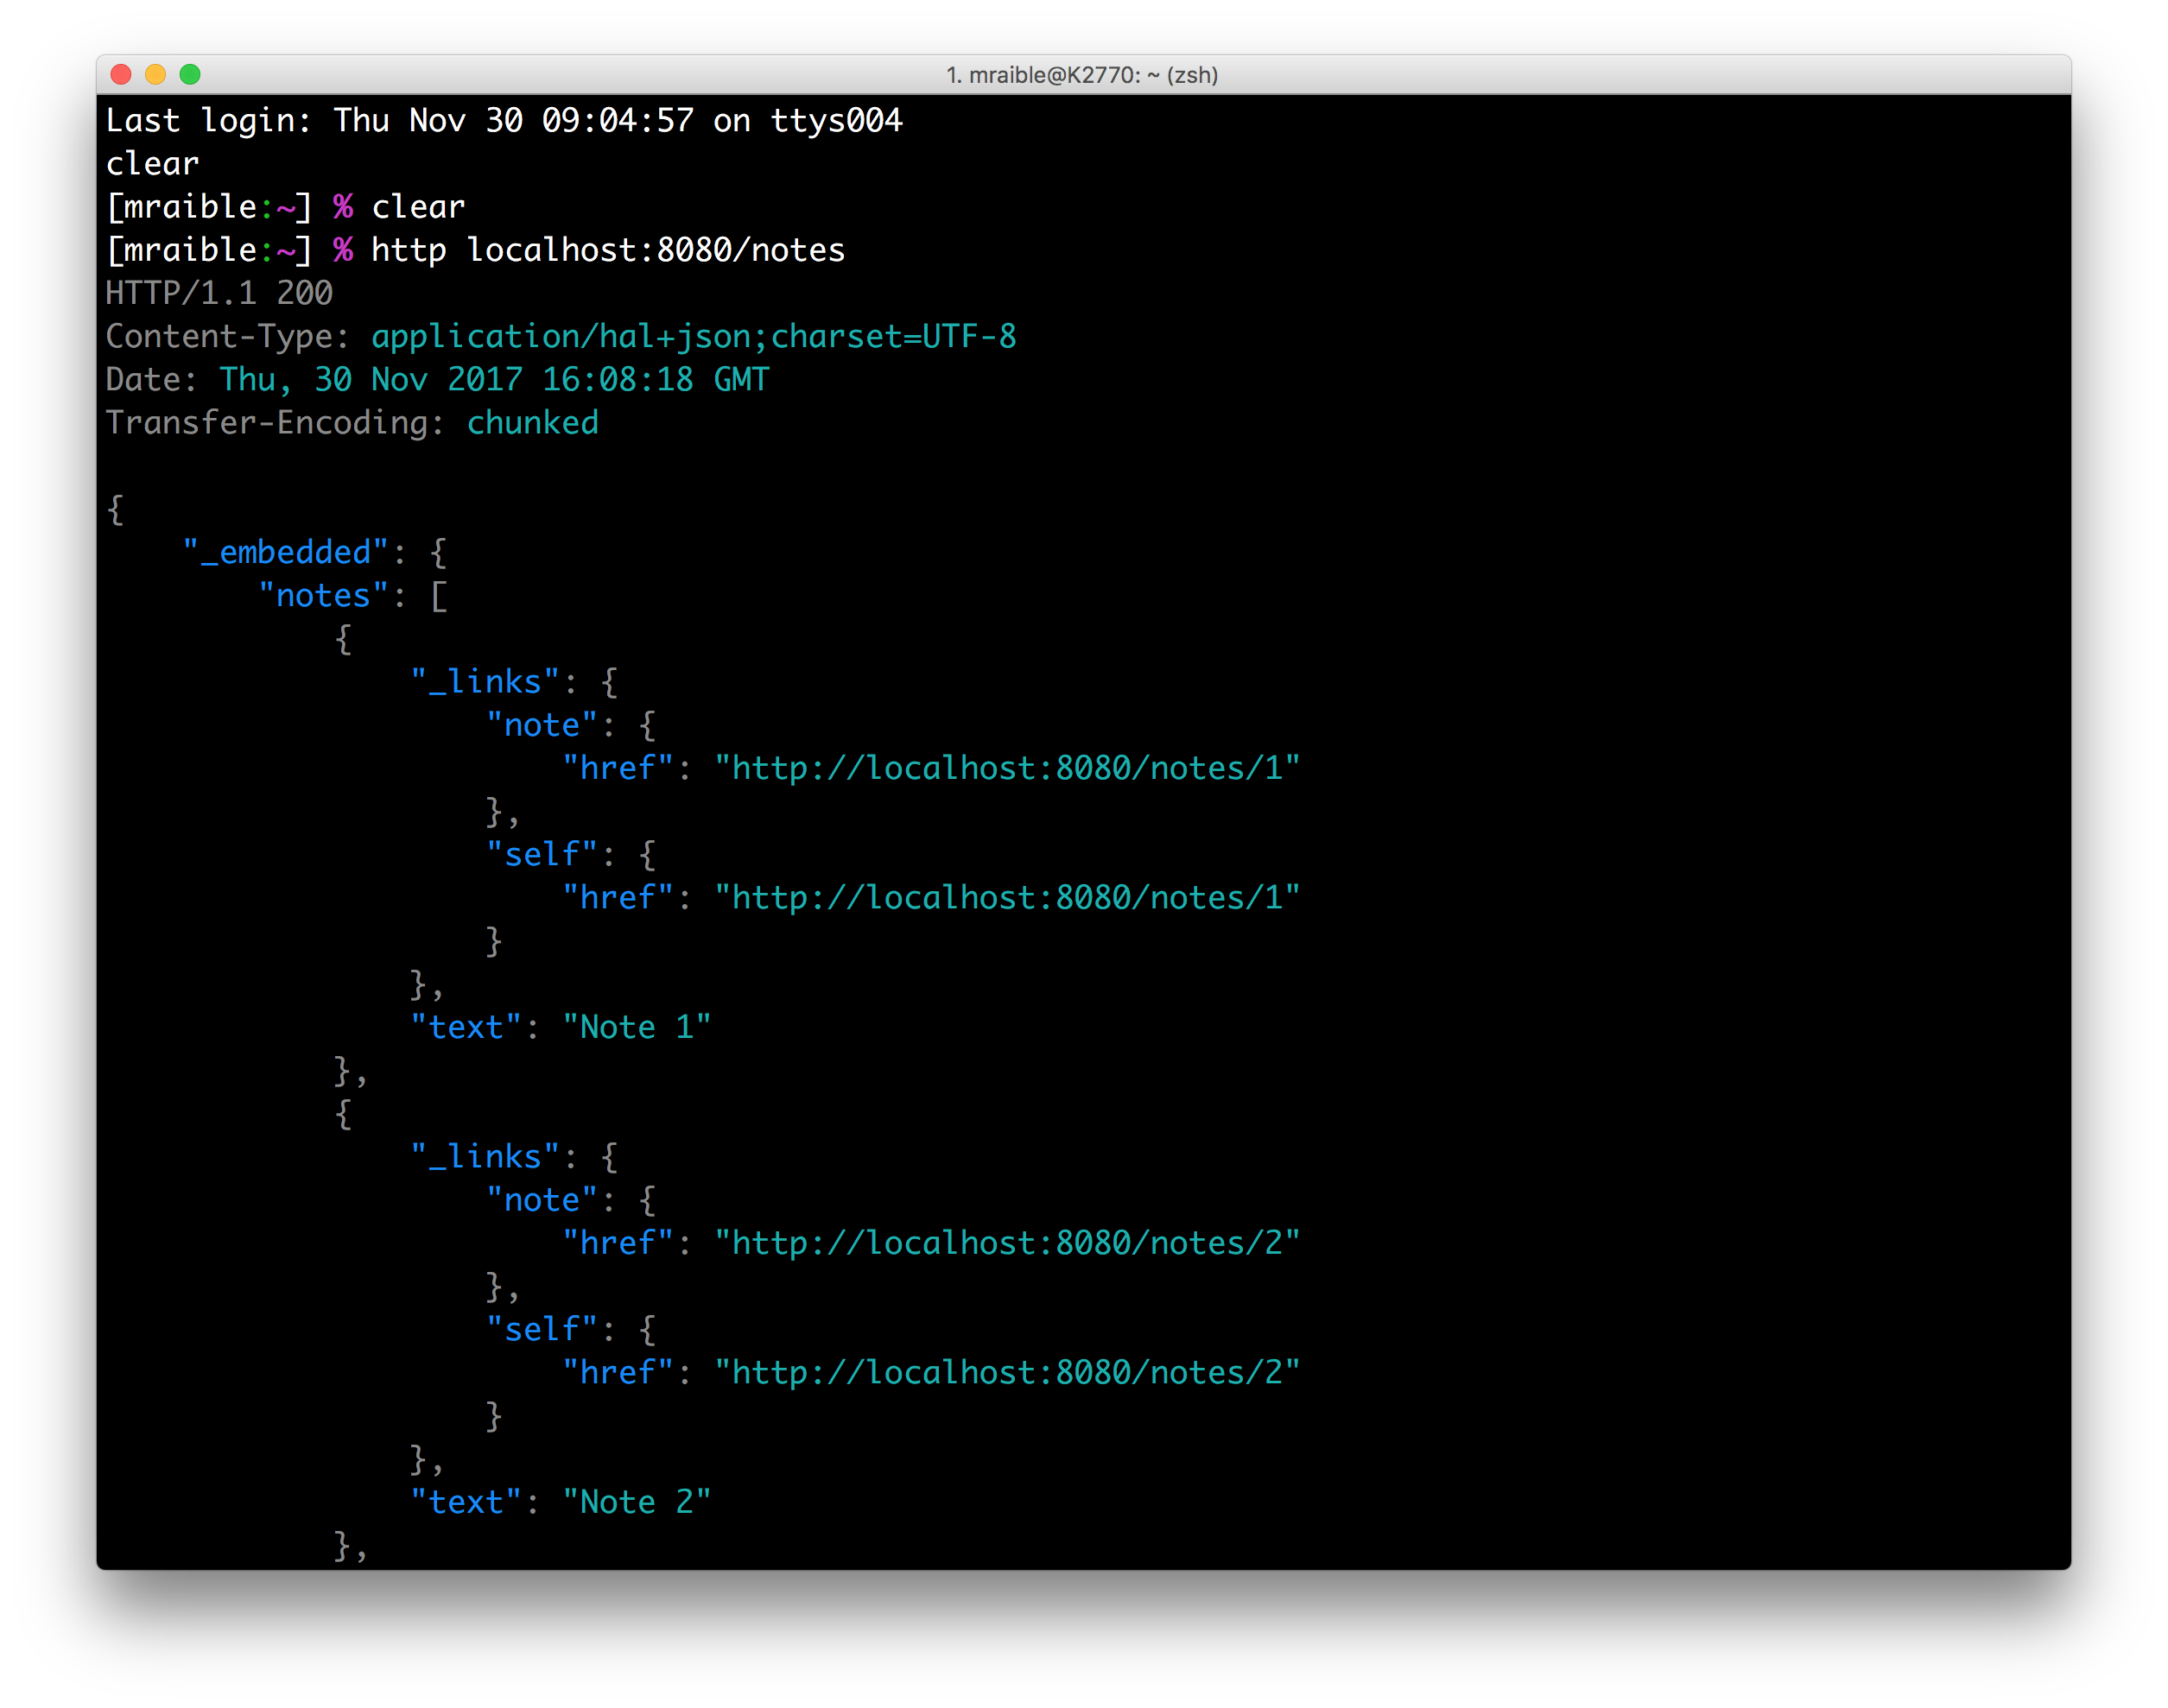 1. mraible@K2770: ~ (zsh)
Last login: Thu Nov 30 09:04:57 on ttys004
clear
[mraible:~] % clear
[mraible:~] % http localhost:8080/notes
HTTP/1.1 200
Content-Type: application/hal+json;charset=UTF-8
Date: Thu, 30 Nov 2017 16:08:18 GMT
Transfer-Encoding: chunked

{
    "_embedded": {
        "notes": [
            {
                "_links": {
                    "note": {
                        "href": "http://localhost:8080/notes/1"
                    },
                    "self": {
                        "href": "http://localhost:8080/notes/1"
                    }
                },
                "text": "Note 1"
            },
            {
                "_links": {
                    "note": {
                        "href": "http://localhost:8080/notes/2"
                    },
                    "self": {
                        "href": "http://localhost:8080/notes/2"
                    }
                },
                "text": "Note 2"
            },